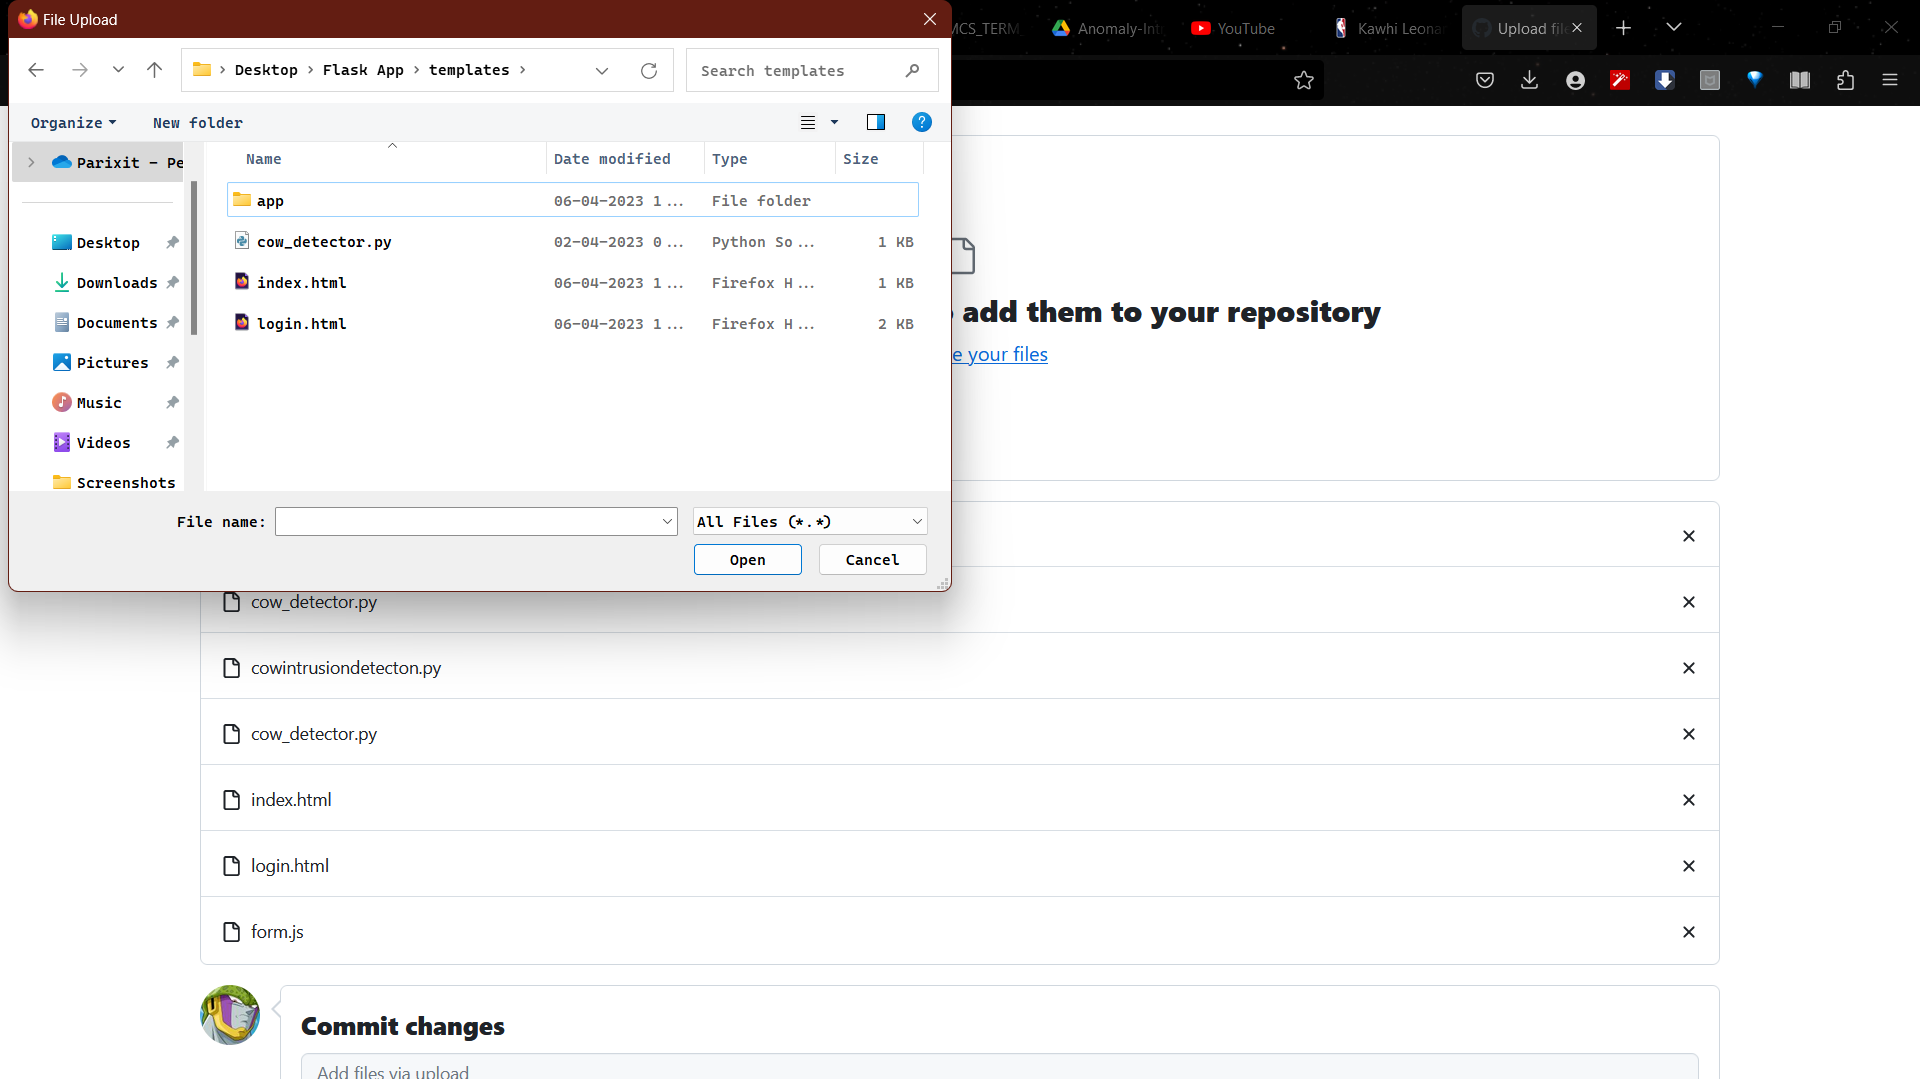 File Upload
MCS_TERM
Anomaly-Int
YouTube
Kawhi Leona
Upload file
Desktop
Flask App
templates
Search templates
Organize
New folder
Name
Date modified
Type
Size
Parixit - Pe
app
06-04-2023 1...
File folder
cow_detector.py
02-04-2023 0...
Python So...
1 KB
index.html
06-04-2023 1...
Firefox H...
1 KB
login.html
06-04-2023 1...
Firefox H...
2 KB
Desktop
Downloads
Documents
Pictures
Music
Videos
Screenshots
File name:
All Files (*.*)
Open
Cancel
add them to your repository
e your files
cow_detector.py
cowintrusiondetecton.py
cow_detector.py
index.html
login.html
form.js
Commit changes
Add files via upload